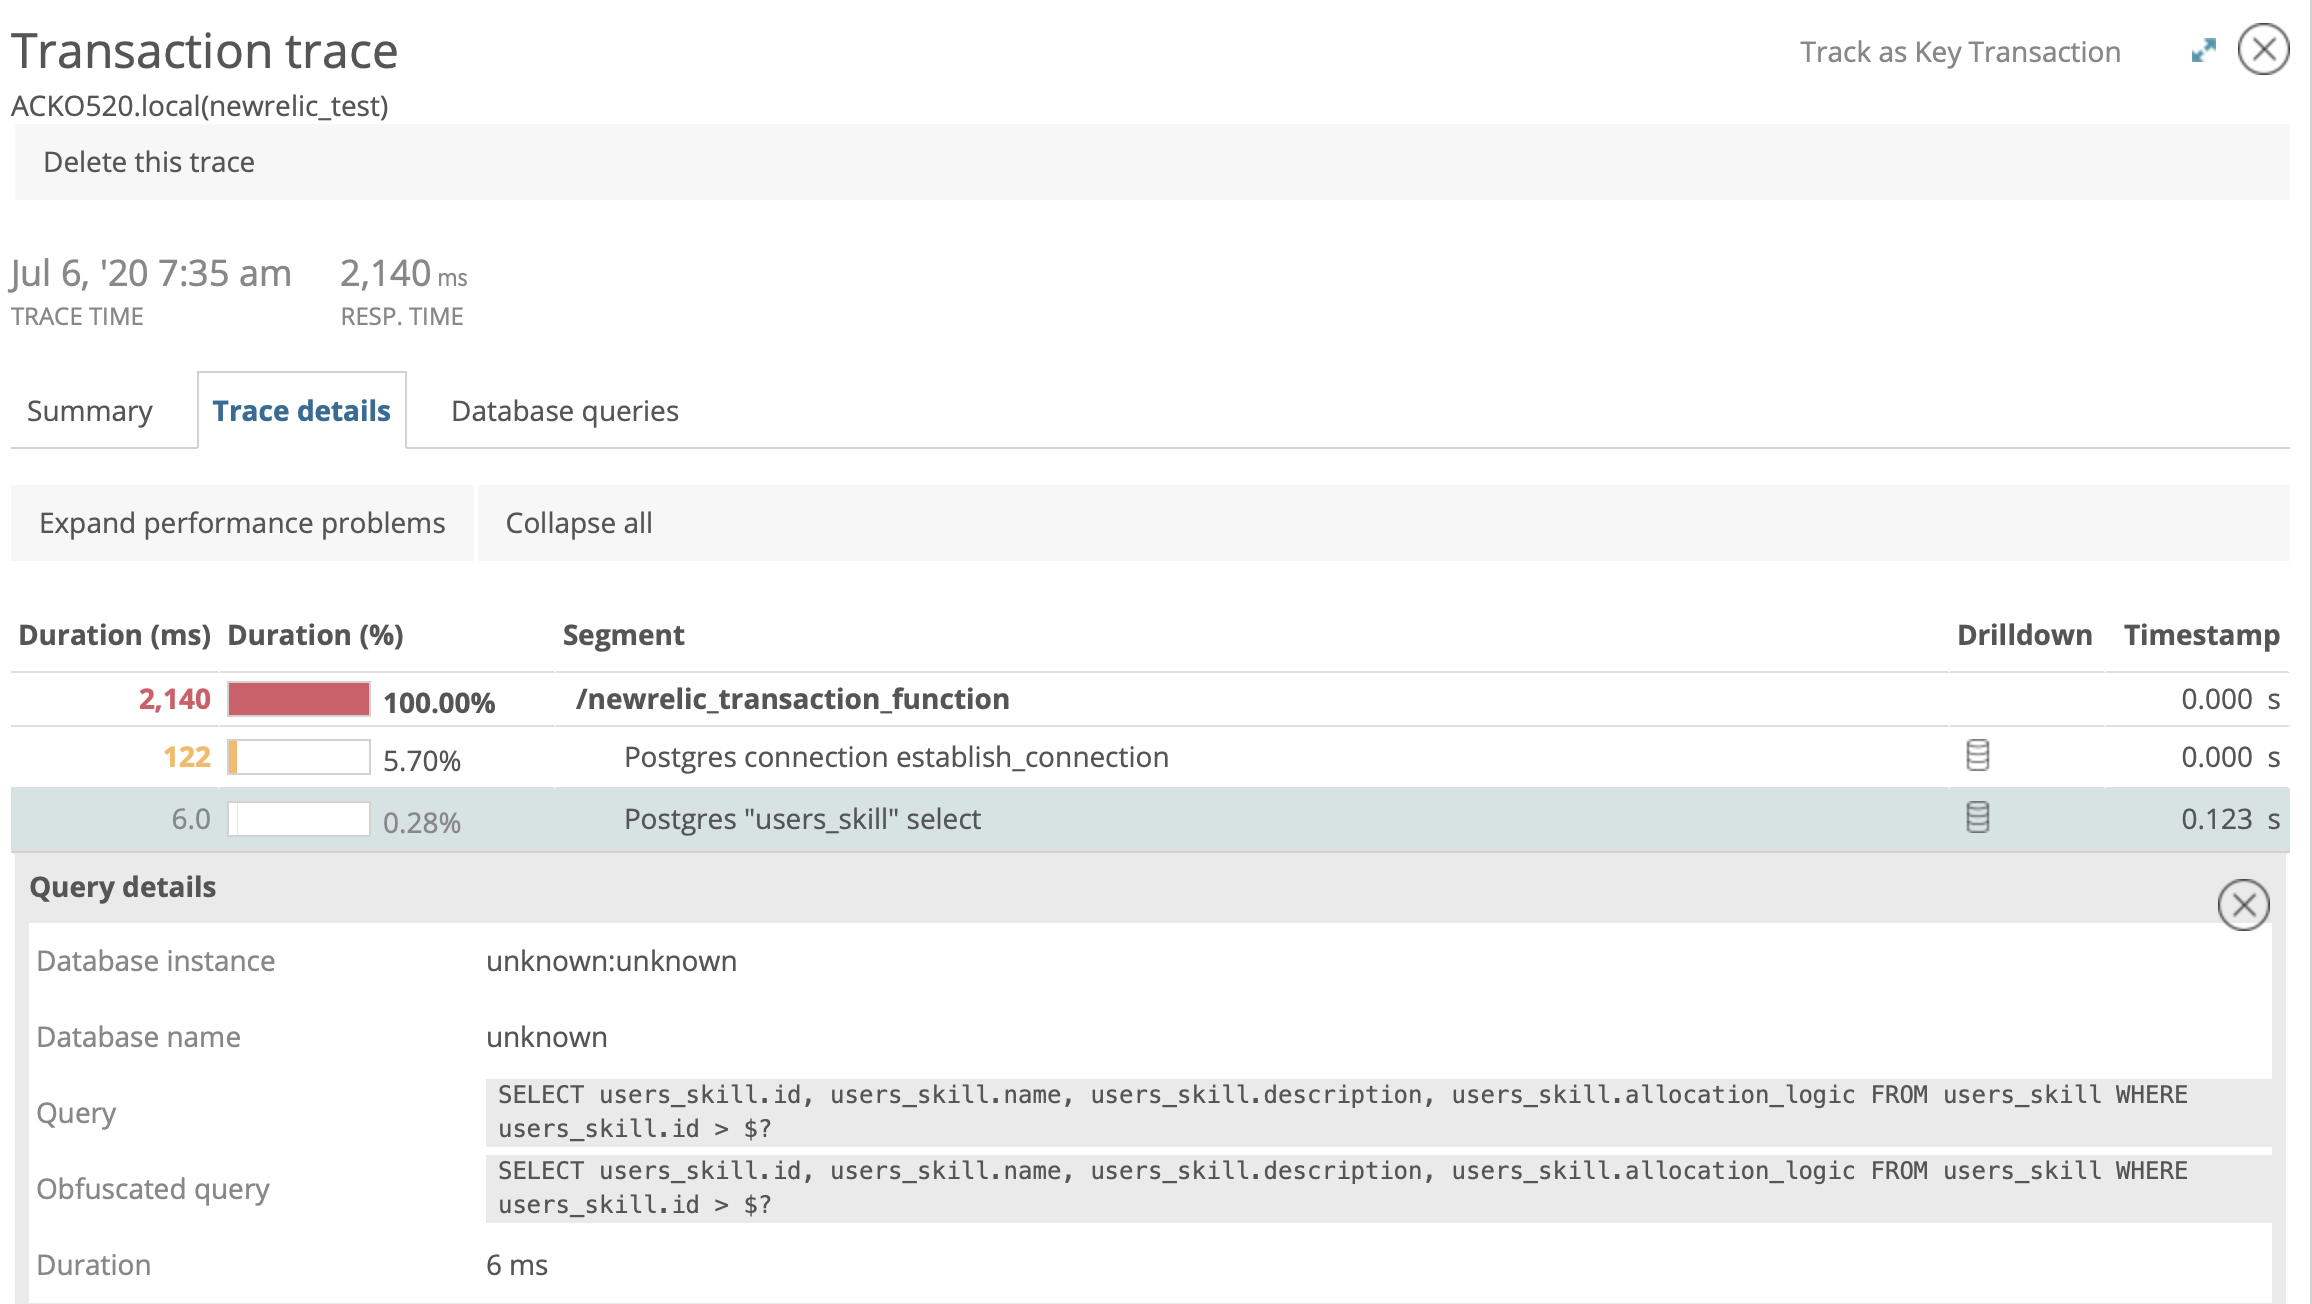 Transaction trace
Track as Key Transaction
ACKO520.local(newrelic_test)
Delete this trace
Jul 6, '20 7:35 am 2,140 ms
TRACE TIME RESP. TIME
Summary Trace details Database queries
Expand performance problems Collapse all
Duration (ms) Duration (%) Segment Drilldown Timestamp
2,140 100.00% /newrelic_transaction_function 0.000 s
122 5.70% Postgres connection establish_connection 0.000 s
6.0 0.28% Postgres "users_skill" select 0.123 s
Query details
Database instance unknown:unknown
Database name unknown
Query
SELECT users_skill.id, users_skill.name, users_skill.description, users_skill.allocation_logic FROM users_skill WHERE
users_skill.id > $?
Obfuscated query
SELECT users_skill.id, users_skill.name, users_skill.description, users_skill.allocation_logic FROM users_skill WHERE
users_skill.id > $?
Duration 6 ms